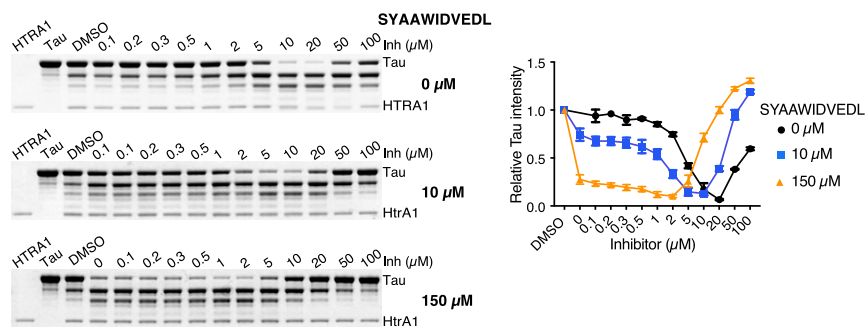 SYAAWIDVEDL
HTRA1 Tau DMSO 0.1 0.2 0.3 0.5 1 2 5 10 20 50 100 Inh (µM)
Tau
0 µM
HTRA1
HTRA1 Tau DMSO 0.1 0.1 0.2 0.3 0.5 1 2 5 10 20 50 100 Inh (µM)
Tau
10 µM
HtrA1
HTRA1 Tau DMSO 0 0.1 0.2 0.3 0.5 1 2 5 10 20 50 100 Inh (µM)
Tau
150 µM
HtrA1
Relative Tau intensity
1.5
1.0
0.5
0.0
DMSO 0 0.1 0.2 0.3 0.5 1 2 5 10 20 50 100
Inhibitor (µM)
SYAAWIDVEDL
0 µM
10 µM
150 µM